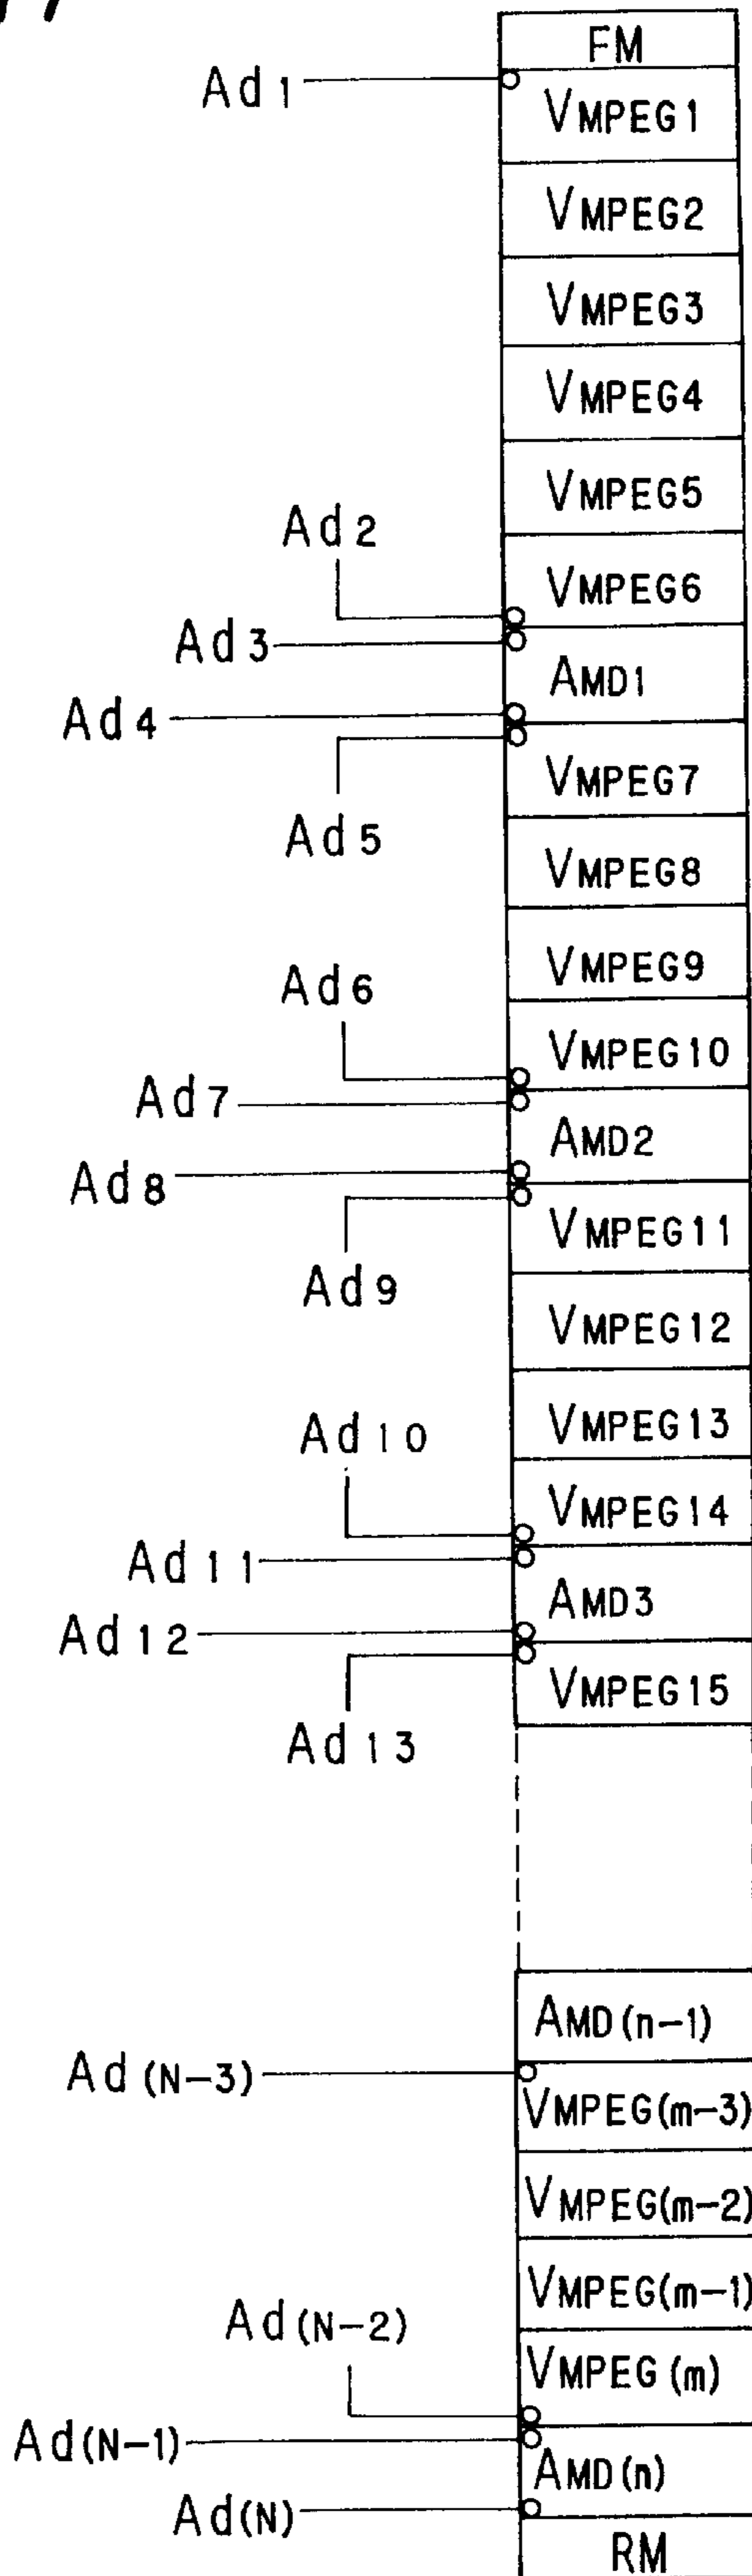 FM
Ad1
VMPEG1
VMPEG2
VMPEG3
VMPEG4
VMPEG5
Ad2
VMPEG6
Ad3
AMD1
Ad4
VMPEG7
Ad5
VMPEG8
VMPEG9
Ad6
VMPEG10
Ad7
AMD2
Ad8
VMPEG11
Ad9
VMPEG12
VMPEG13
Ad10
VMPEG14
Ad11
AMD3
Ad12
VMPEG15
Ad13
AMD(n-1)
Ad(N-3)
VMPEG(m-3)
VMPEG(m-2)
VMPEG(m-1)
Ad(N-2)
VMPEG(m)
Ad(N-1)
AMD(n)
Ad(N)
RM